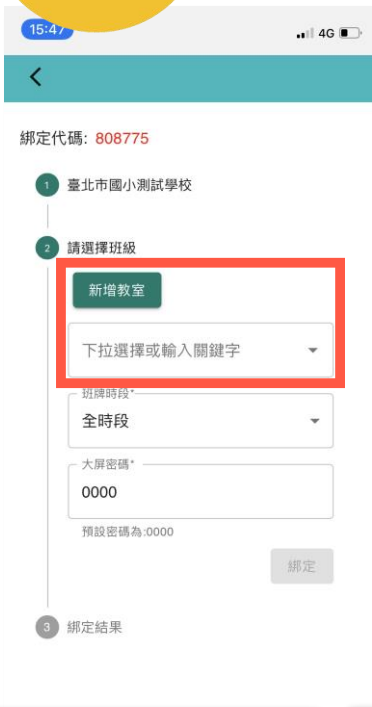 15:47
4G
綁定代碼: 808775
1 臺北市國小測試學校
2 請選擇班級
新增教室
下拉選擇或輸入關鍵字
班牌時段*
全時段
大屏密碼*
0000
預設密碼為:0000
綁定
3 綁定結果